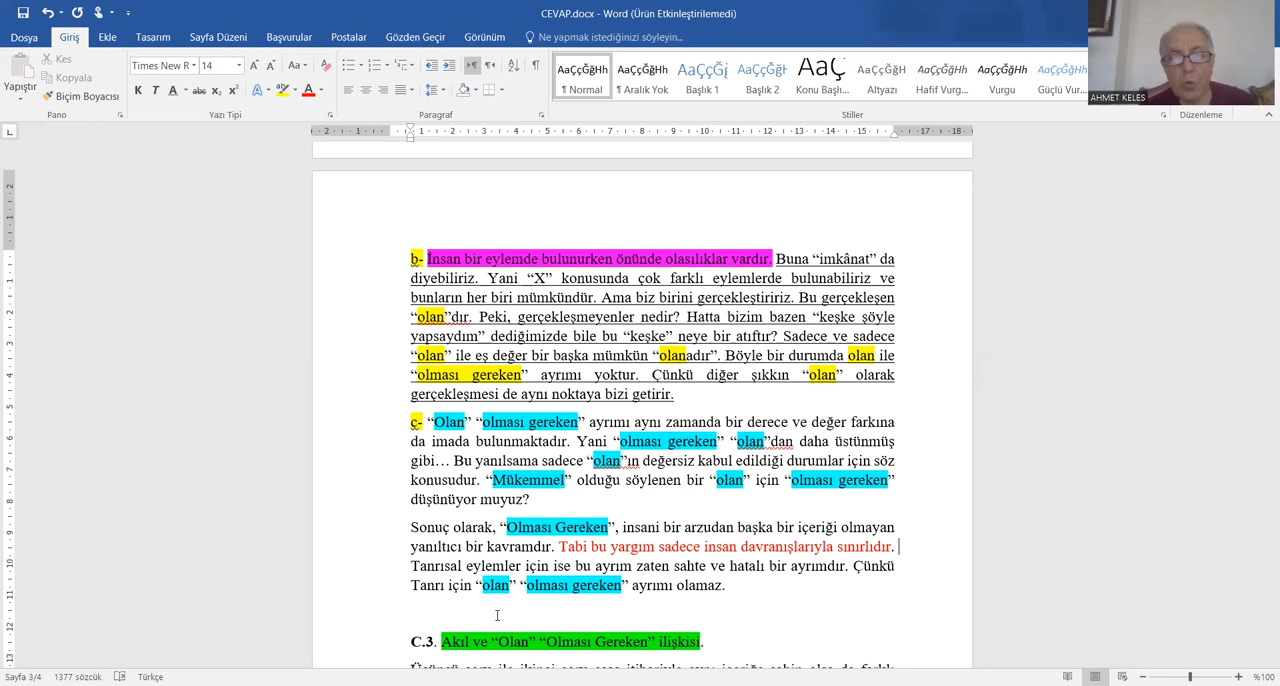 CEVAP.docx - Word (Ürün Etkinleştirilemedi)
Dosya Giriş Ekle Tasarım Sayfa Düzeni Başvurular Postalar Gözden Geçir Görünüm Ne yapmak istediğinizi söyleyin...
Yapıştır
Kes
Kopyala
Biçim Boyacısı
Pano
Times New R 14
Yazı Tipi
Paragraf
AaÇçĞğHh AaÇçĞğHh AaÇçĞğ AaÇçĞğH AaÇ AaÇçĞğH AaÇçĞğHh AaÇçĞğHh AaÇçĞğHh
¶ Normal ¶ Aralık Yok Başlık 1 Başlık 2 Konu Başlı... Altyazı Hafif Vurg... Vurgu Güçlü Vur...
Stiller
Düzenleme
AHMET KELES
b- İnsan bir eylemde bulunurken önünde olasılıklar vardır. Buna “imkânat” da
diyebiliriz. Yani “X” konusunda çok farklı eylemlerde bulunabiliriz ve
bunların her biri mümkündür. Ama biz birini gerçekleştiririz. Bu gerçekleşen
“olan”dır. Peki, gerçekleşmeyenler nedir? Hatta bizim bazen “keşke şöyle
yapsaydım” dediğimizde bile bu “keşke” neye bir atıftır? Sadece ve sadece
“olan” ile eş değer bir başka mümkün “olanadır”. Böyle bir durumda olan ile
“olması gereken” ayrımı yoktur. Çünkü diğer şıkkın “olan” olarak
gerçekleşmesi de aynı noktaya bizi getirir.
c- “Olan” “olması gereken” ayrımı aynı zamanda bir derece ve değer farkına
da imada bulunmaktadır. Yani “olması gereken” “olan”dan daha üstünmüş
gibi… Bu yanılsama sadece “olan”ın değersiz kabul edildiği durumlar için söz
konusudur. “Mükemmel” olduğu söylenen bir “olan” için “olması gereken”
düşünüyor muyuz?
Sonuç olarak, “Olması Gereken”, insani bir arzudan başka bir içeriği olmayan
yanıltıcı bir kavramdır. Tabi bu yargım sadece insan davranışlarıyla sınırlıdır.
Tanrısal eylemler için ise bu ayrım zaten sahte ve hatalı bir ayrımdır. Çünkü
Tanrı için “olan” “olması gereken” ayrımı olamaz.
C.3. Akıl ve “Olan” “Olması Gereken” ilişkisi.
Sayfa 3/4 1377 sözcük Türkçe %100